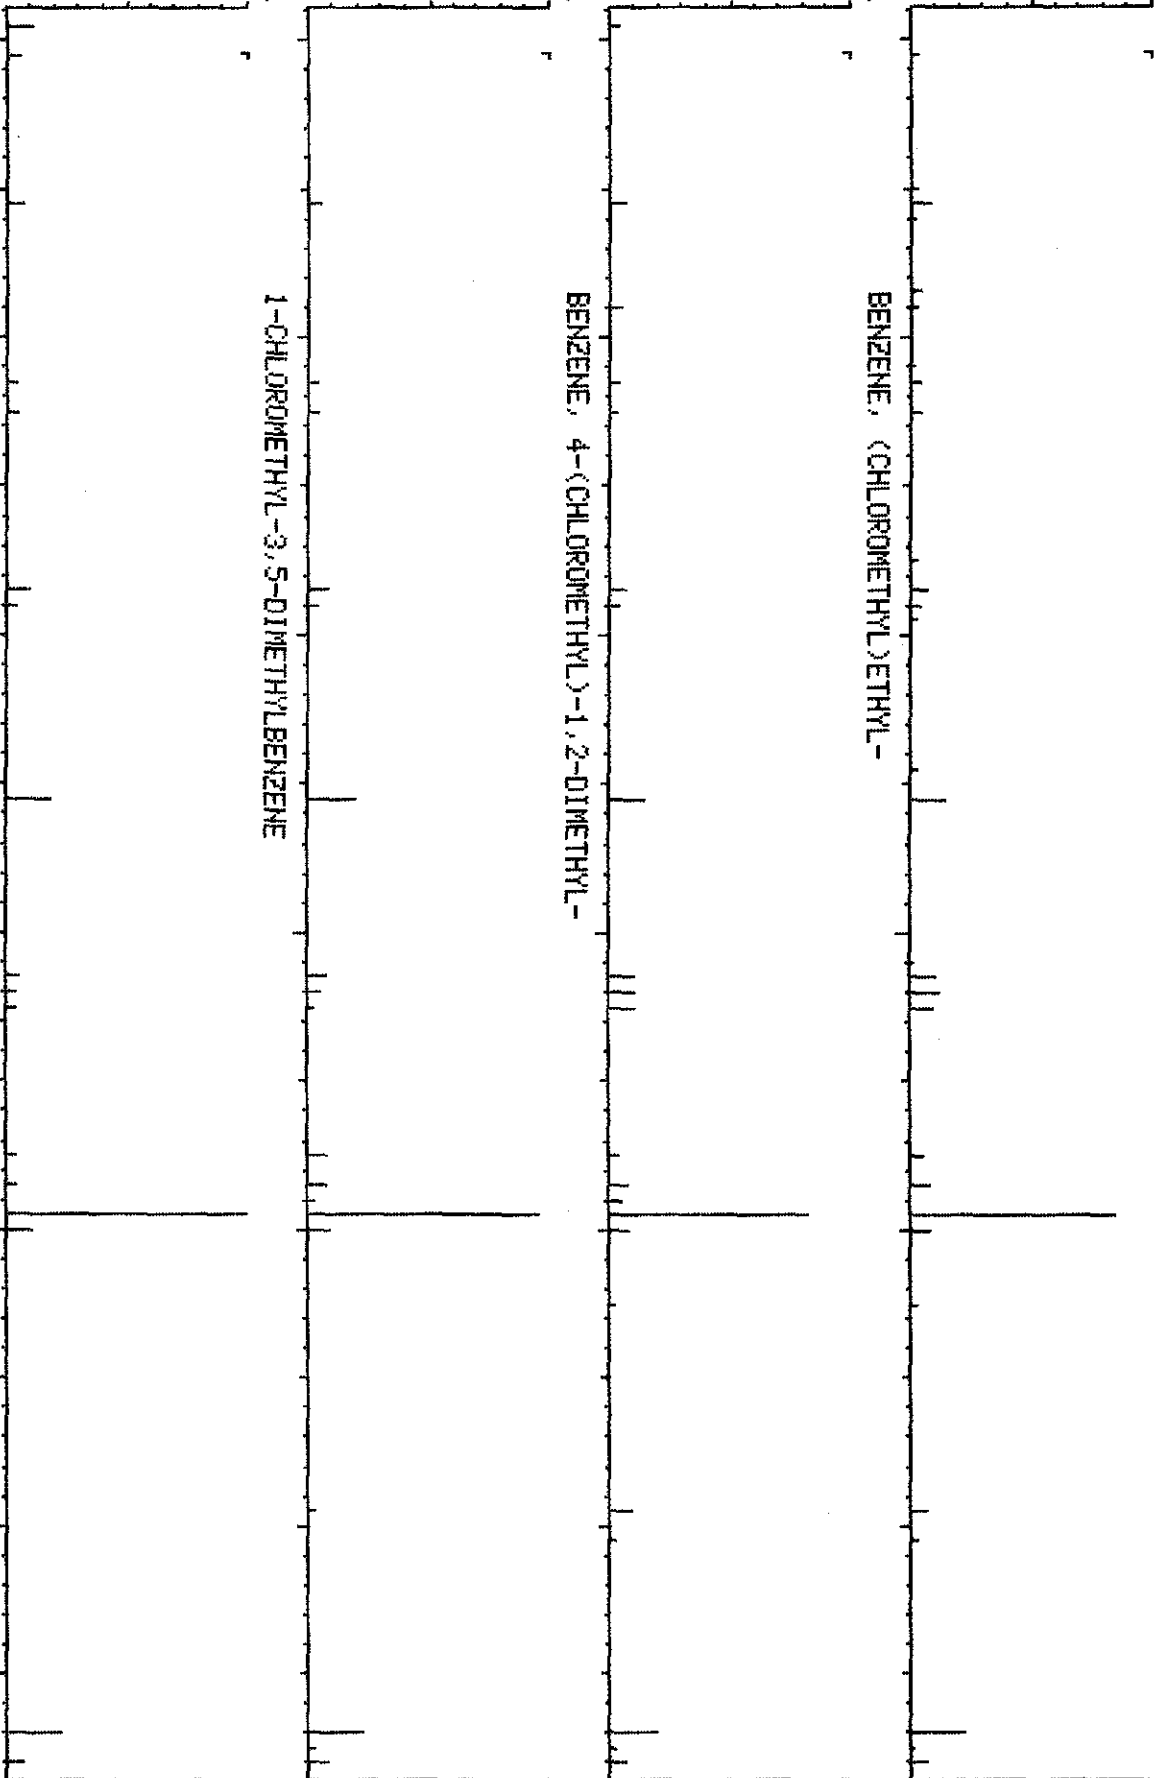 BENZENE, (CHLOROMETHYL)ETHYL-
BENZENE, 4-(CHLOROMETHYL)-1,2-DIMETHYL-
1-CHLOROMETHYL-3,5-DIMETHYLBENZENE